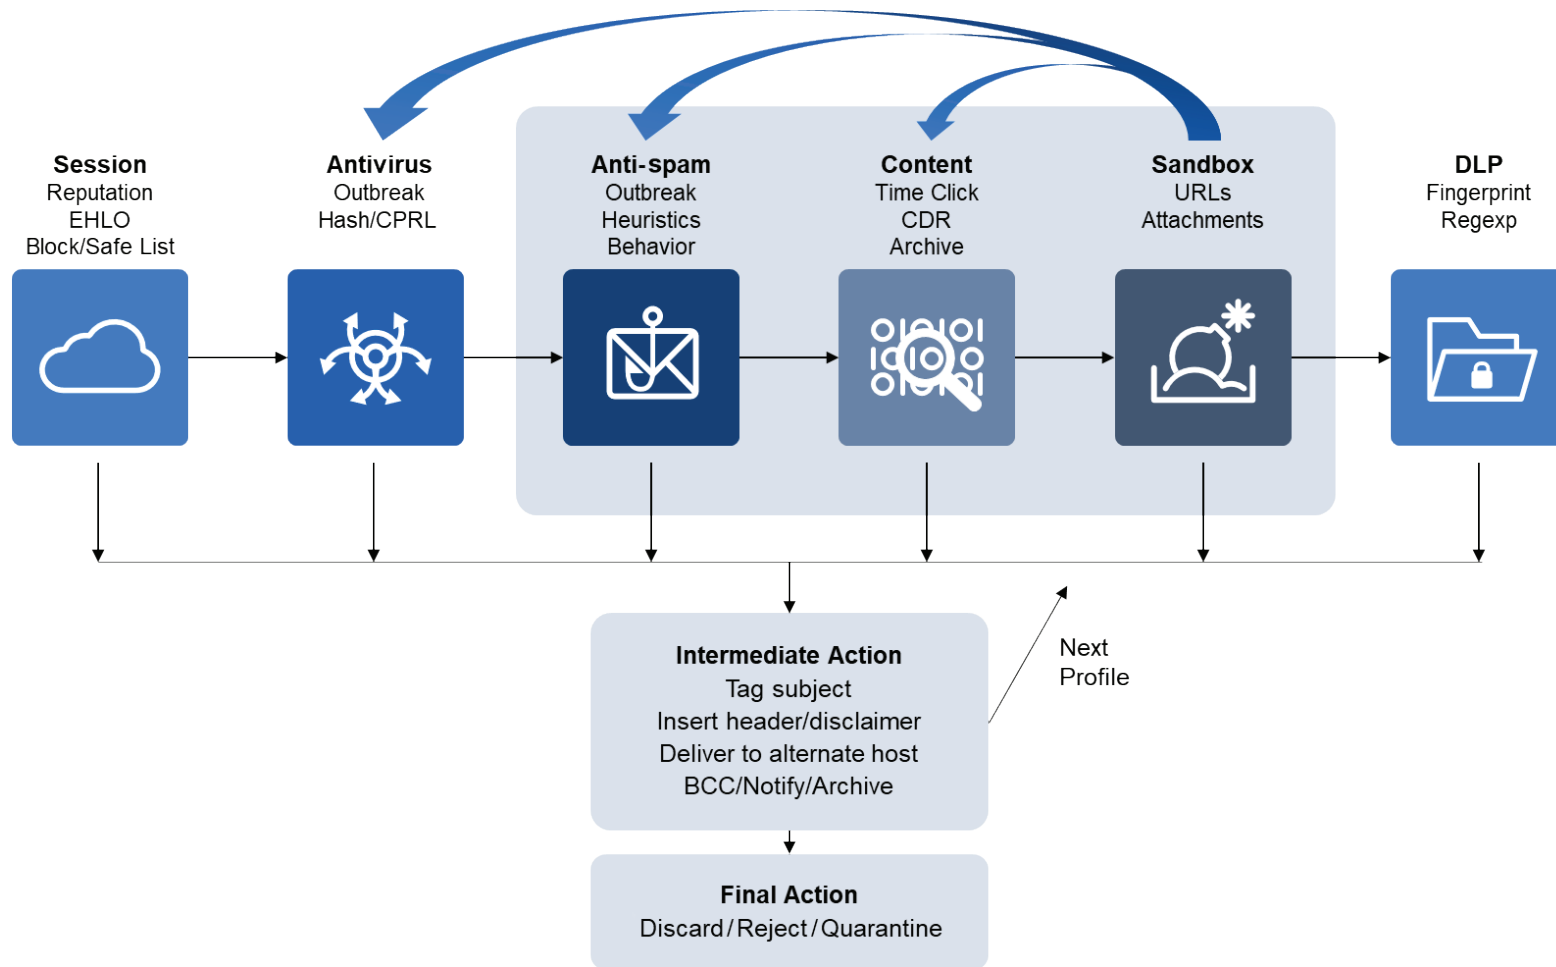 Session
Reputation
EHLO
Block/Safe List
Antivirus
Outbreak
Hash/CPRL
Anti-spam
Outbreak
Heuristics
Behavior
Content
Time Click
CDR
Archive
Sandbox
URLs
Attachments
DLP
Fingerprint
Regexp
Intermediate Action
Tag subject
Insert header/disclaimer
Deliver to alternate host
BCC/Notify/Archive
Next
Profile
Final Action
Discard/Reject/Quarantine